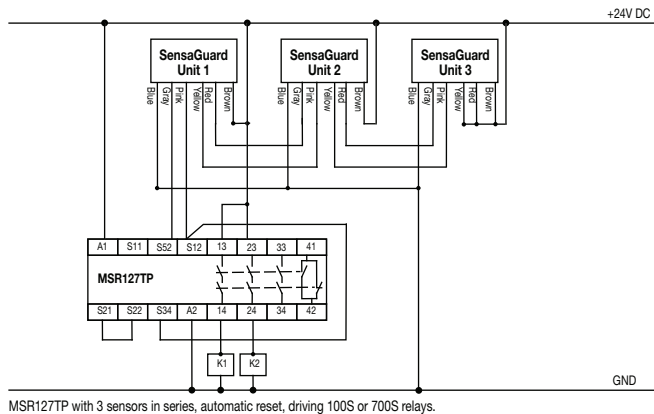 +24V DC
SensaGuard
Unit 1
SensaGuard
Unit 2
SensaGuard
Unit 3
Blue
Gray
Pink
Yellow
Red
Brown
Blue
Gray
Pink
Yellow
Red
Brown
Blue
Gray
Pink
Yellow
Red
Brown
A1 S11 S52 S12 13 23 33 41
MSR127TP
S21 S22 S34 A2 14 24 34 42
K1 K2
GND
MSR127TP with 3 sensors in series, automatic reset, driving 100S or 700S relays.